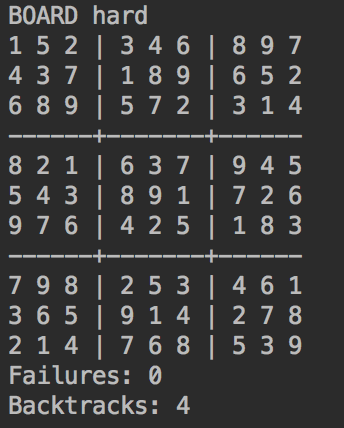 BOARD hard
1 5 2 | 3 4 6 | 8 9 7
4 3 7 | 1 8 9 | 6 5 2
6 8 9 | 5 7 2 | 3 1 4
------+-------+------
8 2 1 | 6 3 7 | 9 4 5
5 4 3 | 8 9 1 | 7 2 6
9 7 6 | 4 2 5 | 1 8 3
------+-------+------
7 9 8 | 2 5 3 | 4 6 1
3 6 5 | 9 1 4 | 2 7 8
2 1 4 | 7 6 8 | 5 3 9
Failures: 0
Backtracks: 4